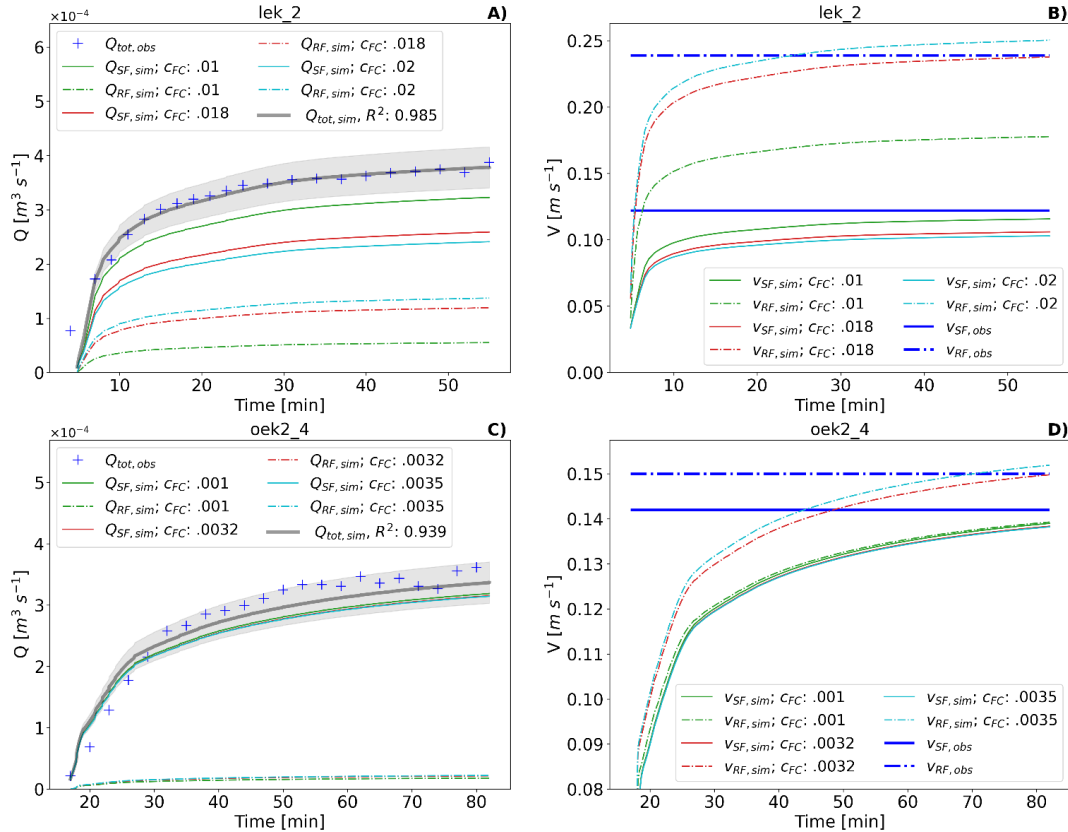 lek_2
A)
×10⁻⁴
Q_tot,obs
Q_SF,sim; c_FC: .01
Q_RF,sim; c_FC: .01
Q_SF,sim; c_FC: .018
Q_RF,sim; c_FC: .018
Q_SF,sim; c_FC: .02
Q_RF,sim; c_FC: .02
Q_tot,sim, R²: 0.985
6
5
4
3
2
1
0
Q [m³ s⁻¹]
10 20 30 40 50
Time [min]
lek_2
B)
0.25
0.20
0.15
0.10
0.05
0.00
V [m s⁻¹]
v_SF,sim; c_FC: .01
v_RF,sim; c_FC: .01
v_SF,sim; c_FC: .018
v_RF,sim; c_FC: .018
v_SF,sim; c_FC: .02
v_RF,sim; c_FC: .02
v_SF,obs
v_RF,obs
10 20 30 40 50
Time [min]
oek2_4
C)
×10⁻⁴
Q_tot,obs
Q_SF,sim; c_FC: .001
Q_RF,sim; c_FC: .001
Q_SF,sim; c_FC: .0032
Q_RF,sim; c_FC: .0032
Q_SF,sim; c_FC: .0035
Q_RF,sim; c_FC: .0035
Q_tot,sim, R²: 0.939
5
4
3
2
1
0
Q [m³ s⁻¹]
20 30 40 50 60 70 80
Time [min]
oek2_4
D)
0.15
0.14
0.13
0.12
0.11
0.10
0.09
0.08
V [m s⁻¹]
v_SF,sim; c_FC: .001
v_RF,sim; c_FC: .001
v_SF,sim; c_FC: .0032
v_RF,sim; c_FC: .0032
v_SF,sim; c_FC: .0035
v_RF,sim; c_FC: .0035
v_SF,obs
v_RF,obs
20 30 40 50 60 70 80
Time [min]